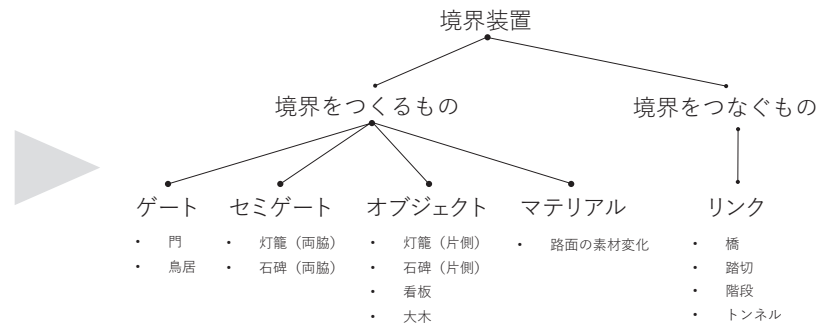 境界装置
境界をつくるもの
境界をつなぐもの
ゲート
セミゲート
オブジェクト
マテリアル
リンク
• 門
• 鳥居
• 灯籠（両脇）
• 石碑（両脇）
• 灯籠（片側）
• 石碑（片側）
• 看板
• 大木
• 路面の素材変化
• 橋
• 踏切
• 階段
• トンネル